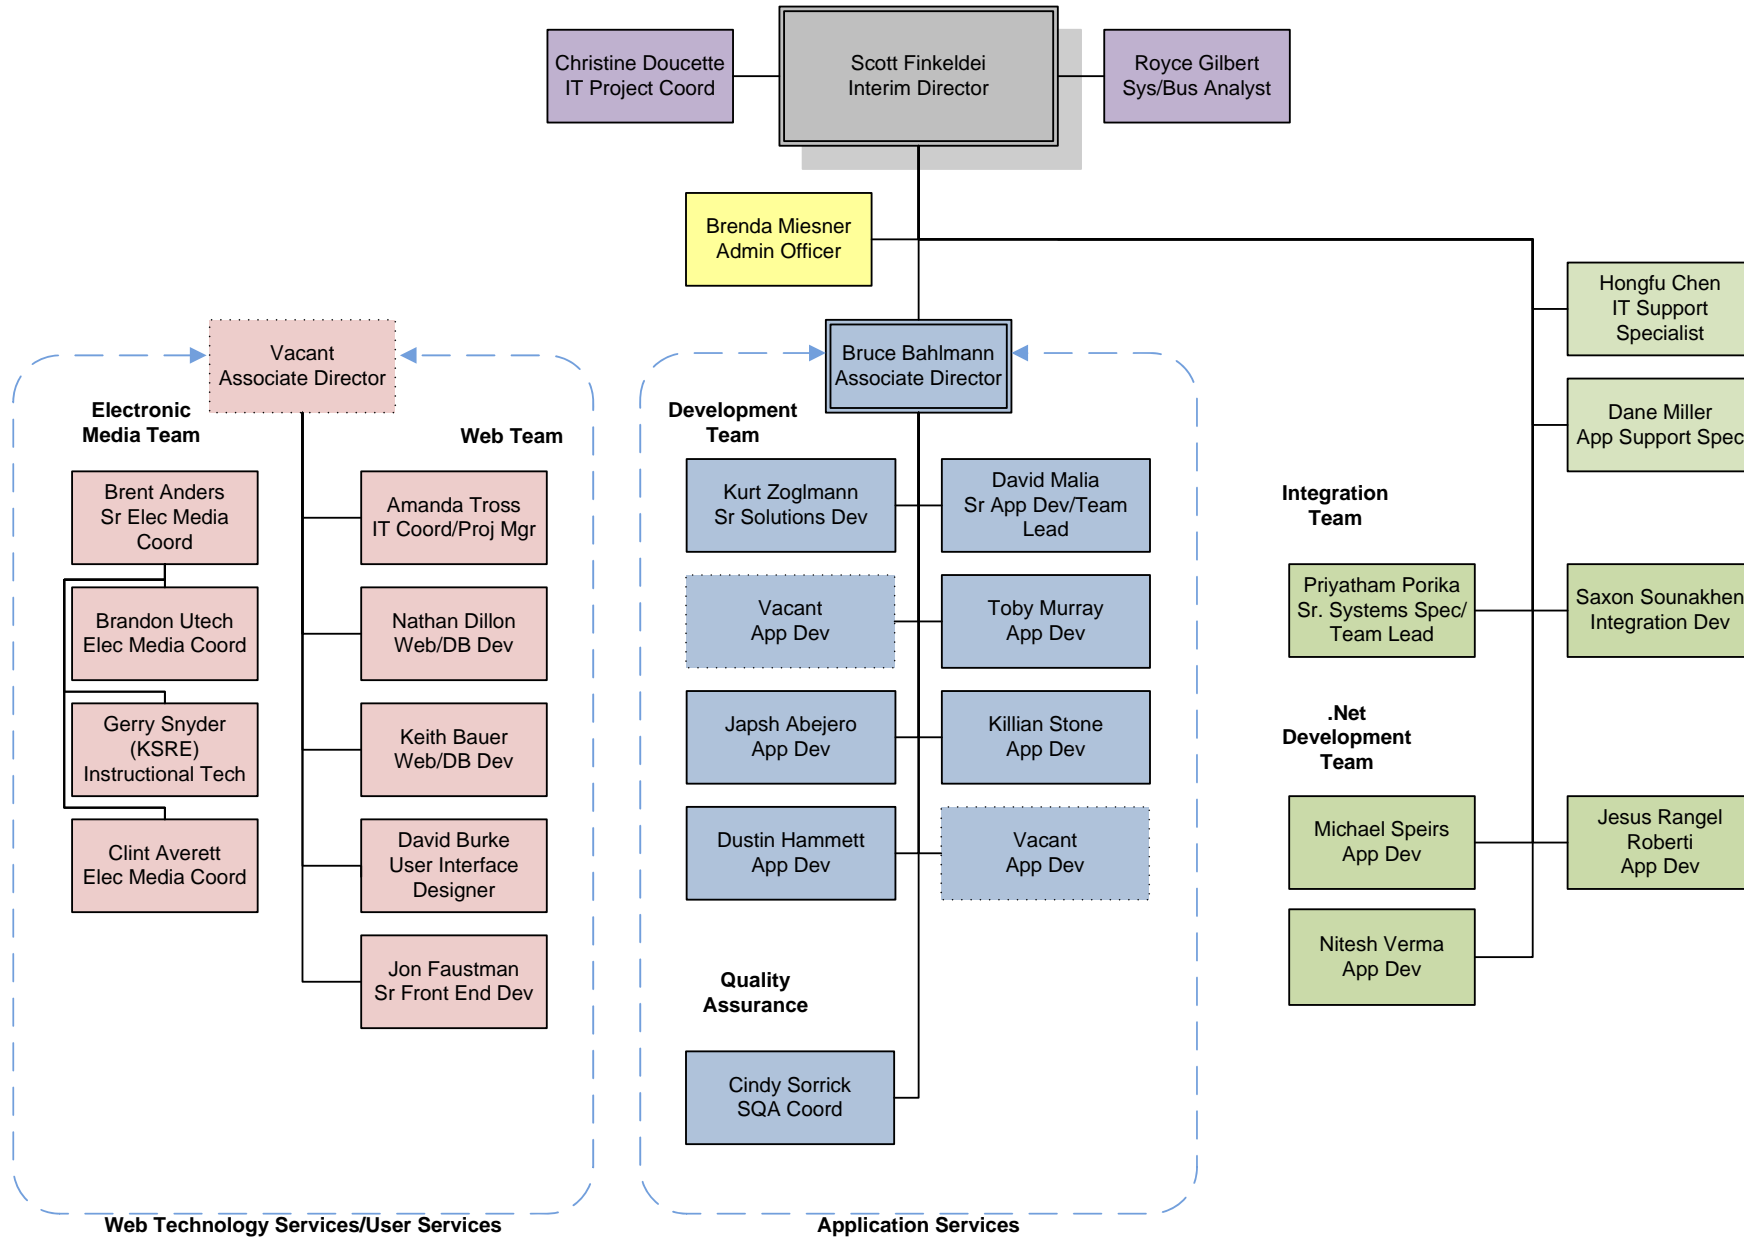 Christine Doucette
IT Project Coord
Scott Finkeldei
Interim Director
Royce Gilbert
Sys/Bus Analyst
Brenda Miesner
Admin Officer
Hongfu Chen
IT Support
Specialist
Dane Miller
App Support Spec
Vacant
Associate Director
Electronic
Media Team
Web Team
Brent Anders
Sr Elec Media
Coord
Brandon Utech
Elec Media Coord
Gerry Snyder
(KSRE)
Instructional Tech
Clint Averett
Elec Media Coord
Amanda Tross
IT Coord/Proj Mgr
Nathan Dillon
Web/DB Dev
Keith Bauer
Web/DB Dev
David Burke
User Interface
Designer
Jon Faustman
Sr Front End Dev
Web Technology Services/User Services
Bruce Bahlmann
Associate Director
Development
Team
Kurt Zoglmann
Sr Solutions Dev
David Malia
Sr App Dev/Team
Lead
Vacant
App Dev
Toby Murray
App Dev
Japsh Abejero
App Dev
Killian Stone
App Dev
Dustin Hammett
App Dev
Vacant
App Dev
Quality
Assurance
Cindy Sorrick
SQA Coord
Application Services
Integration
Team
Priyatham Porika
Sr. Systems Spec/
Team Lead
Saxon Sounakhen
Integration Dev
.Net
Development
Team
Michael Speirs
App Dev
Jesus Rangel
Roberti
App Dev
Nitesh Verma
App Dev